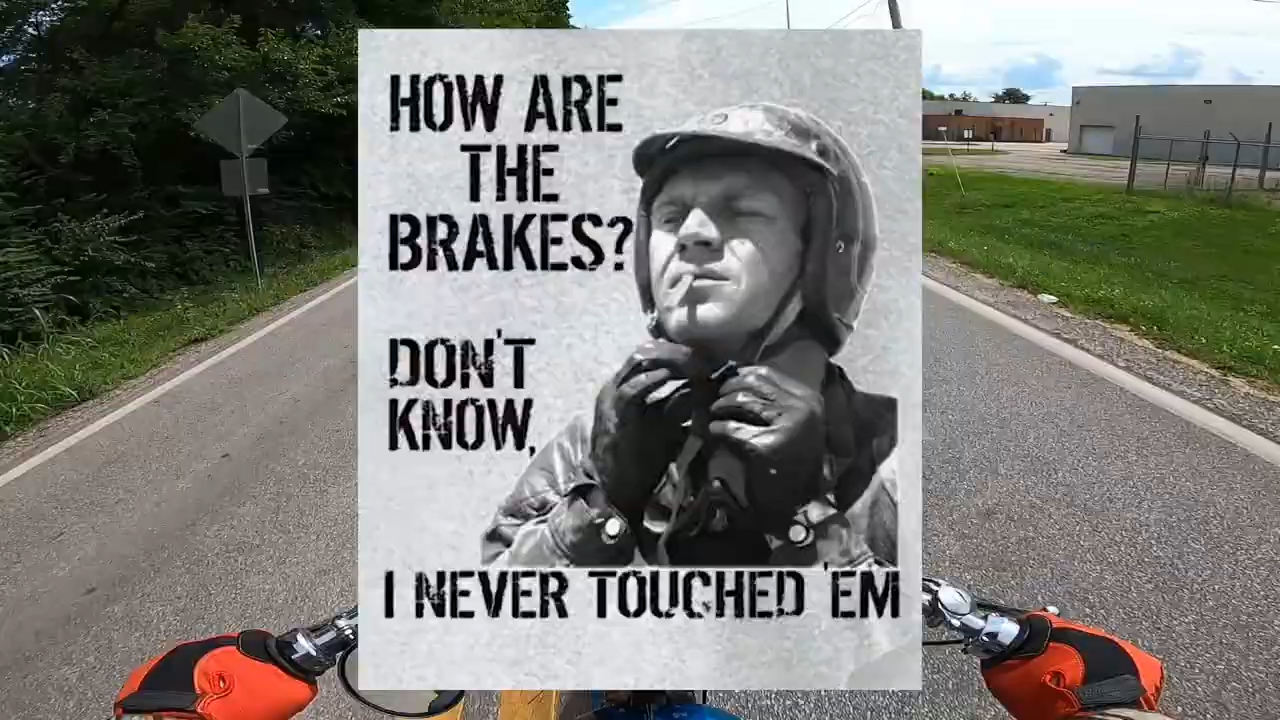 HOW ARE
THE
BRAKES?
DON'T
KNOW,
I NEVER TOUCHED 'EM